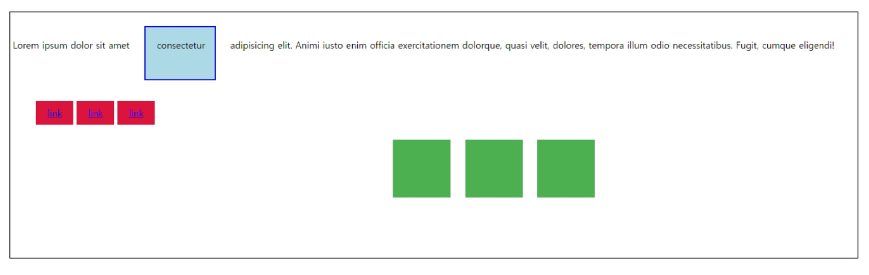 Lorem ipsum dolor sit amet consectetur adipisicing elit. Animi iusto enim officia exercitationem dolorque, quasi velit, dolores, tempora illum odio necessitatibus. Fugit, cumque eligendi!
link link link